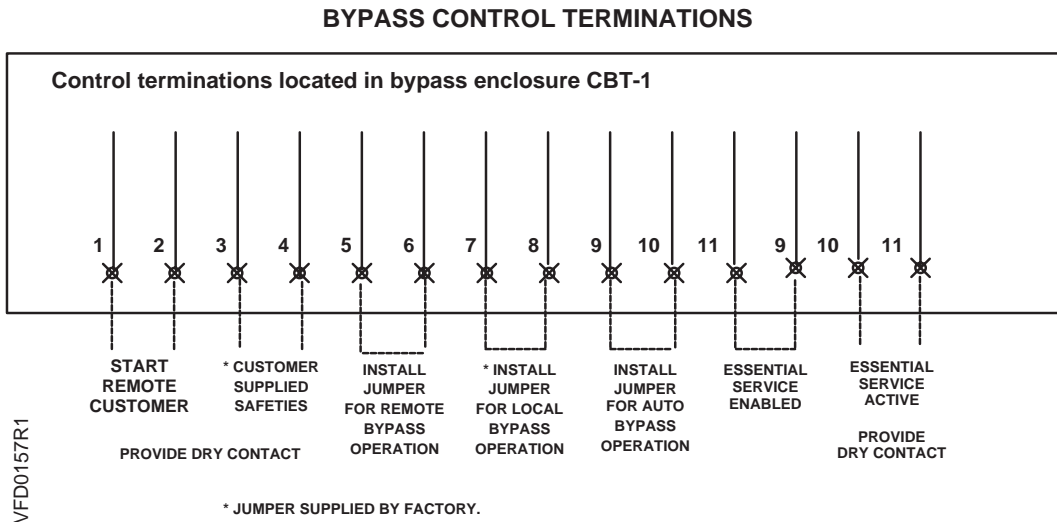 BYPASS CONTROL TERMINATIONS
Control terminations located in bypass enclosure CBT-1
1 2 3 4 5 6 7 8 9 10 11 9 10 11
START
REMOTE
CUSTOMER
* CUSTOMER
SUPPLIED
SAFETIES
PROVIDE DRY CONTACT
INSTALL
JUMPER
FOR REMOTE
BYPASS
OPERATION
* INSTALL
JUMPER
FOR LOCAL
BYPASS
OPERATION
INSTALL
JUMPER
FOR AUTO
BYPASS
OPERATION
ESSENTIAL
SERVICE
ENABLED
ESSENTIAL
SERVICE
ACTIVE
PROVIDE
DRY CONTACT
* JUMPER SUPPLIED BY FACTORY.
VFD0157R1